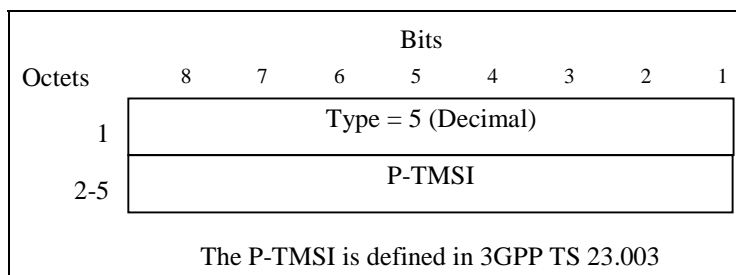 Bits
Octets 8 7 6 5 4 3 2 1
1 Type = 5 (Decimal)
2-5 P-TMSI
The P-TMSI is defined in 3GPP TS 23.003